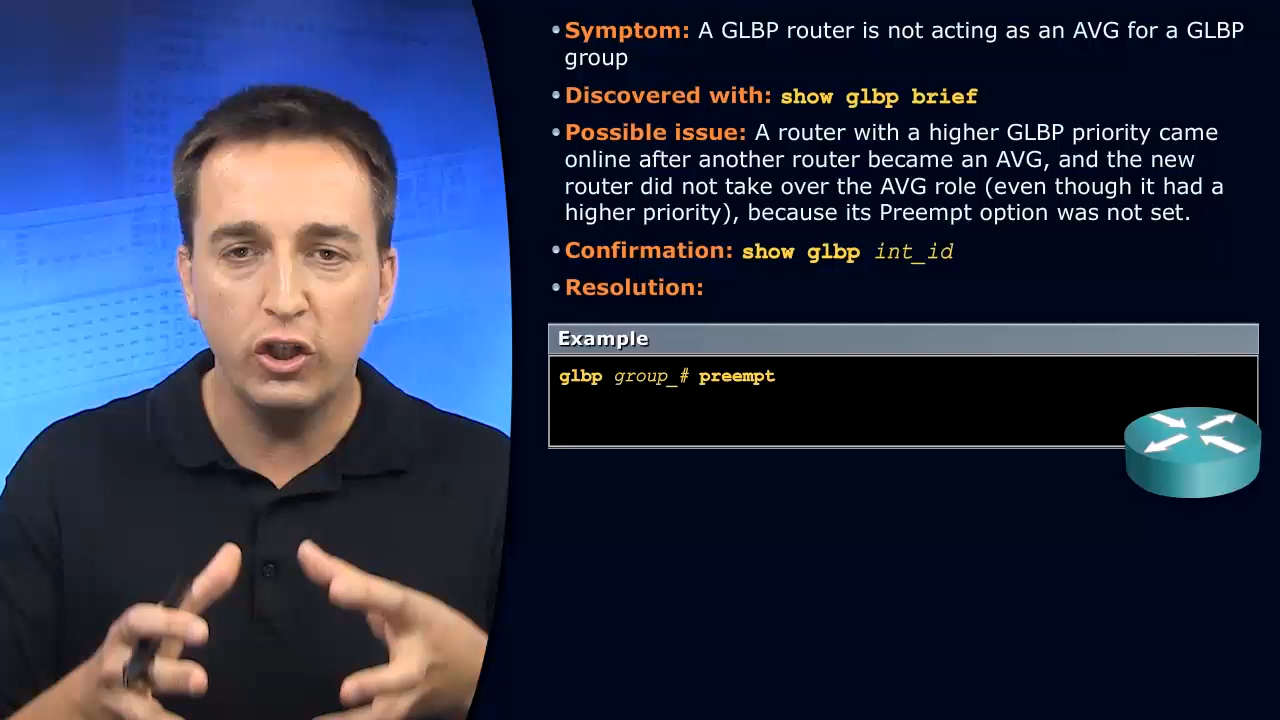 • Symptom: A GLBP router is not acting as an AVG for a GLBP
group
• Discovered with: show glbp brief
• Possible issue: A router with a higher GLBP priority came
online after another router became an AVG, and the new
router did not take over the AVG role (even though it had a
higher priority), because its Preempt option was not set.
• Confirmation: show glbp int_id
• Resolution:
Example
glbp group_# preempt